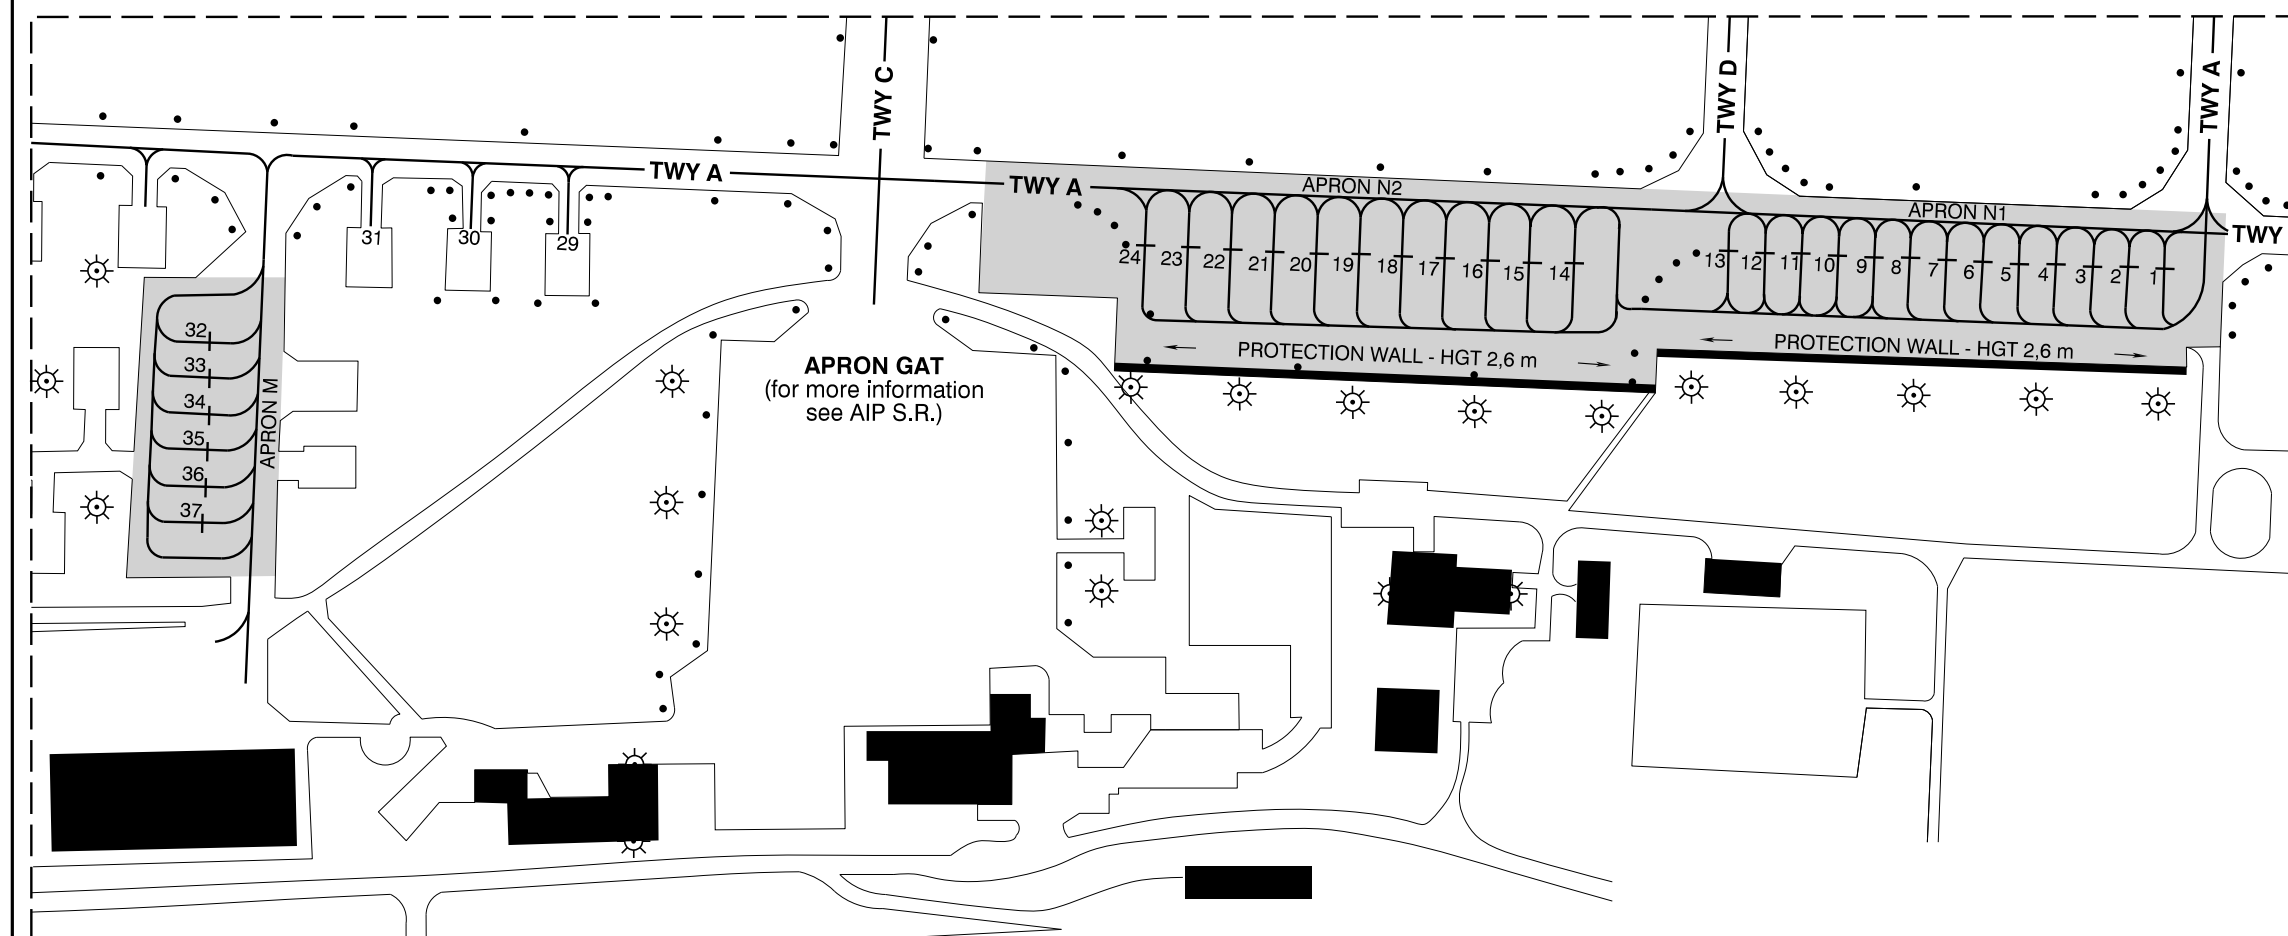 TWY C
TWY D
TWY A
TWY A
TWY A
TWY
APRON N2
APRON N1
31
30
29
24
23
22
21
20
19
18
17
16
15
14
13
12
11
10
9
8
7
6
5
4
3
2
1
PROTECTION WALL - HGT 2,6 m
PROTECTION WALL - HGT 2,6 m
32
33
34
35
36
37
APRON M
APRON GAT
(for more information
see AIP S.R.)